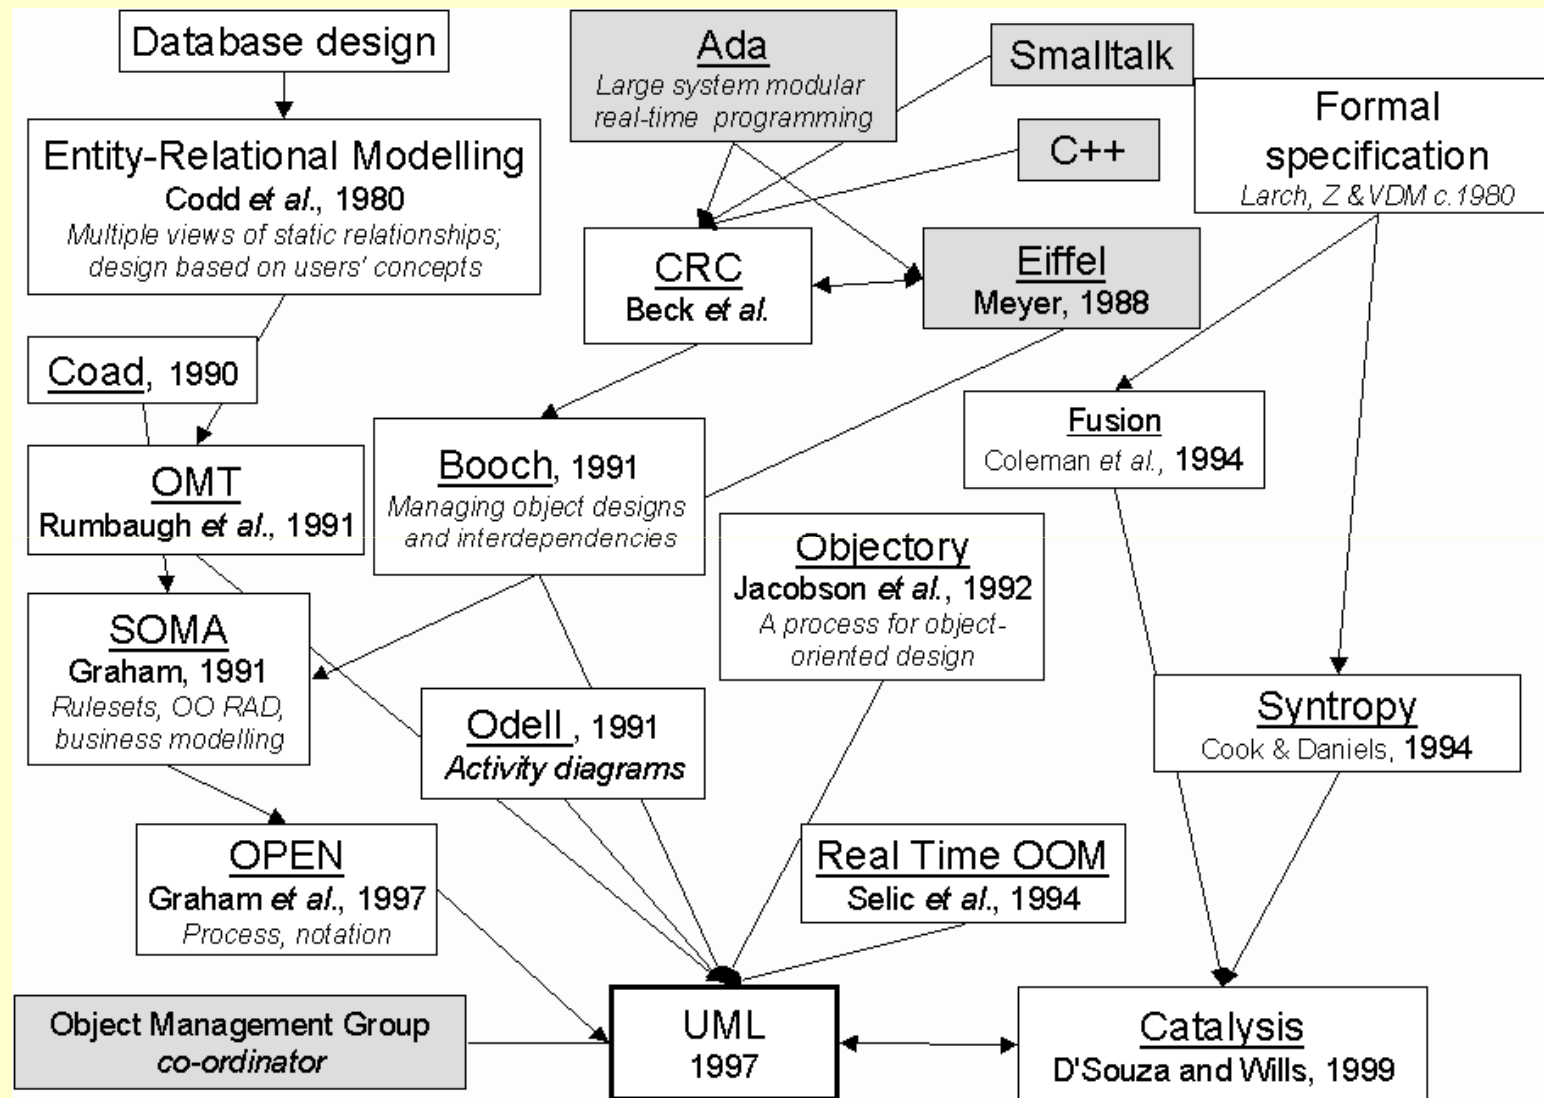 Database design
Ada
Large system modular
real-time programming
Smalltalk
C++
Formal
specification
Larch, Z &VDM c.1980
Entity-Relational Modelling
Codd et al., 1980
Multiple views of static relationships;
design based on users' concepts
CRC
Beck et al.
Eiffel
Meyer, 1988
Coad, 1990
Fusion
Coleman et al., 1994
OMT
Rumbaugh et al., 1991
Booch, 1991
Managing object designs
and interdependencies
Objectory
Jacobson et al., 1992
A process for object-
oriented design
SOMA
Graham, 1991
Rulesets, OO RAD,
business modelling
Odell , 1991
Activity diagrams
Syntropy
Cook & Daniels, 1994
OPEN
Graham et al., 1997
Process, notation
Real Time OOM
Selic et al., 1994
Object Management Group
co-ordinator
UML
1997
Catalysis
D'Souza and Wills, 1999